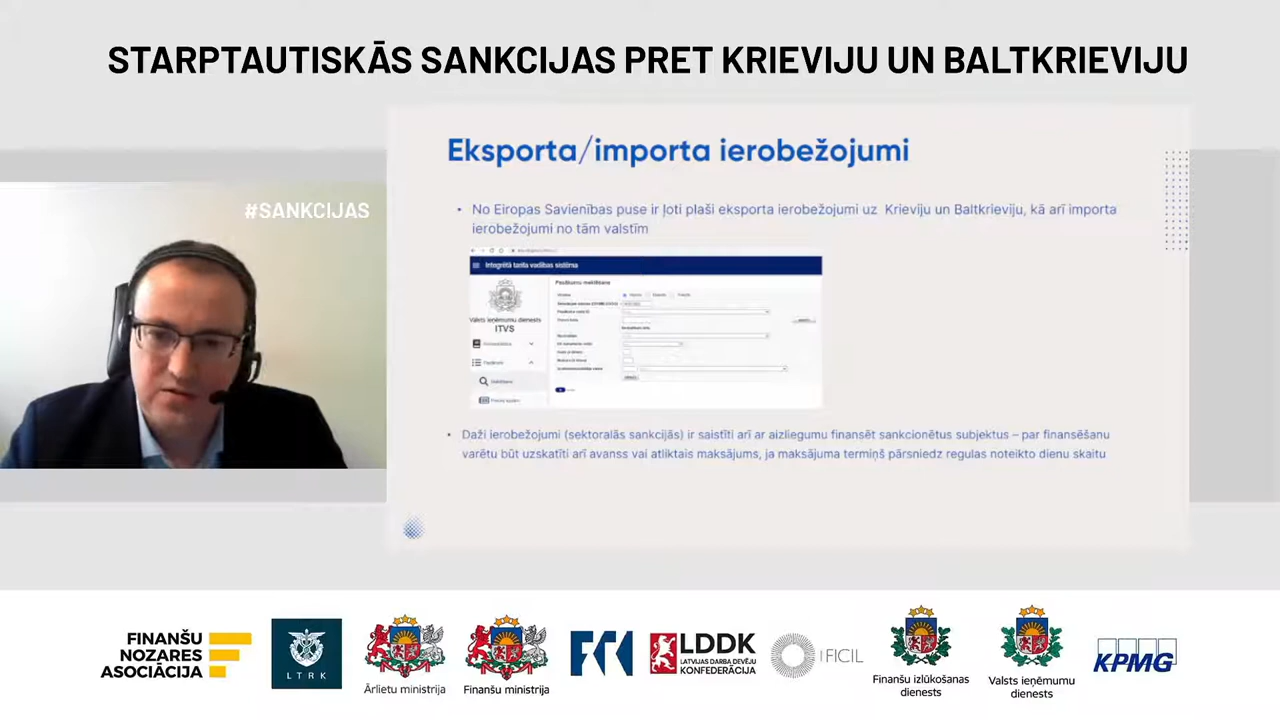 STARPTAUTISKĀS SANKCIJAS PRET KRIEVIJU UN BALTKRIEVIJU
#SANKCIJAS
Eksporta/importa ierobežojumi
• No Eiropas Savienības puse ir ļoti plaši eksporta ierobežojumi uz Krieviju un Baltkrieviju, kā arī importa
ierobežojumi no tām valstīm
Integrētā tarifa vadības sistēma
Valsts ieņēmumu dienests
ITVS
Pasākumu meklēšana
• Daži ierobežojumi (sektoralās sankcijās) ir saistīti arī ar aizliegumu finansēt sankcionētus subjektus – par finansēšanu
varētu būt uzskatīti arī avanss vai atliktais maksājums, ja maksājuma termiņš pārsniedz regulas noteikto dienu skaitu
FINANŠU
NOZARES
ASOCIĀCIJA
LTRK
Ārlietu ministrija
Finanšu ministrija
LDDK
LATVIJAS DARBA DEVĒJU
KONFEDERĀCIJA
FICIL
Finanšu izlūkošanas
dienests
Valsts ieņēmumu
dienests
KPMG